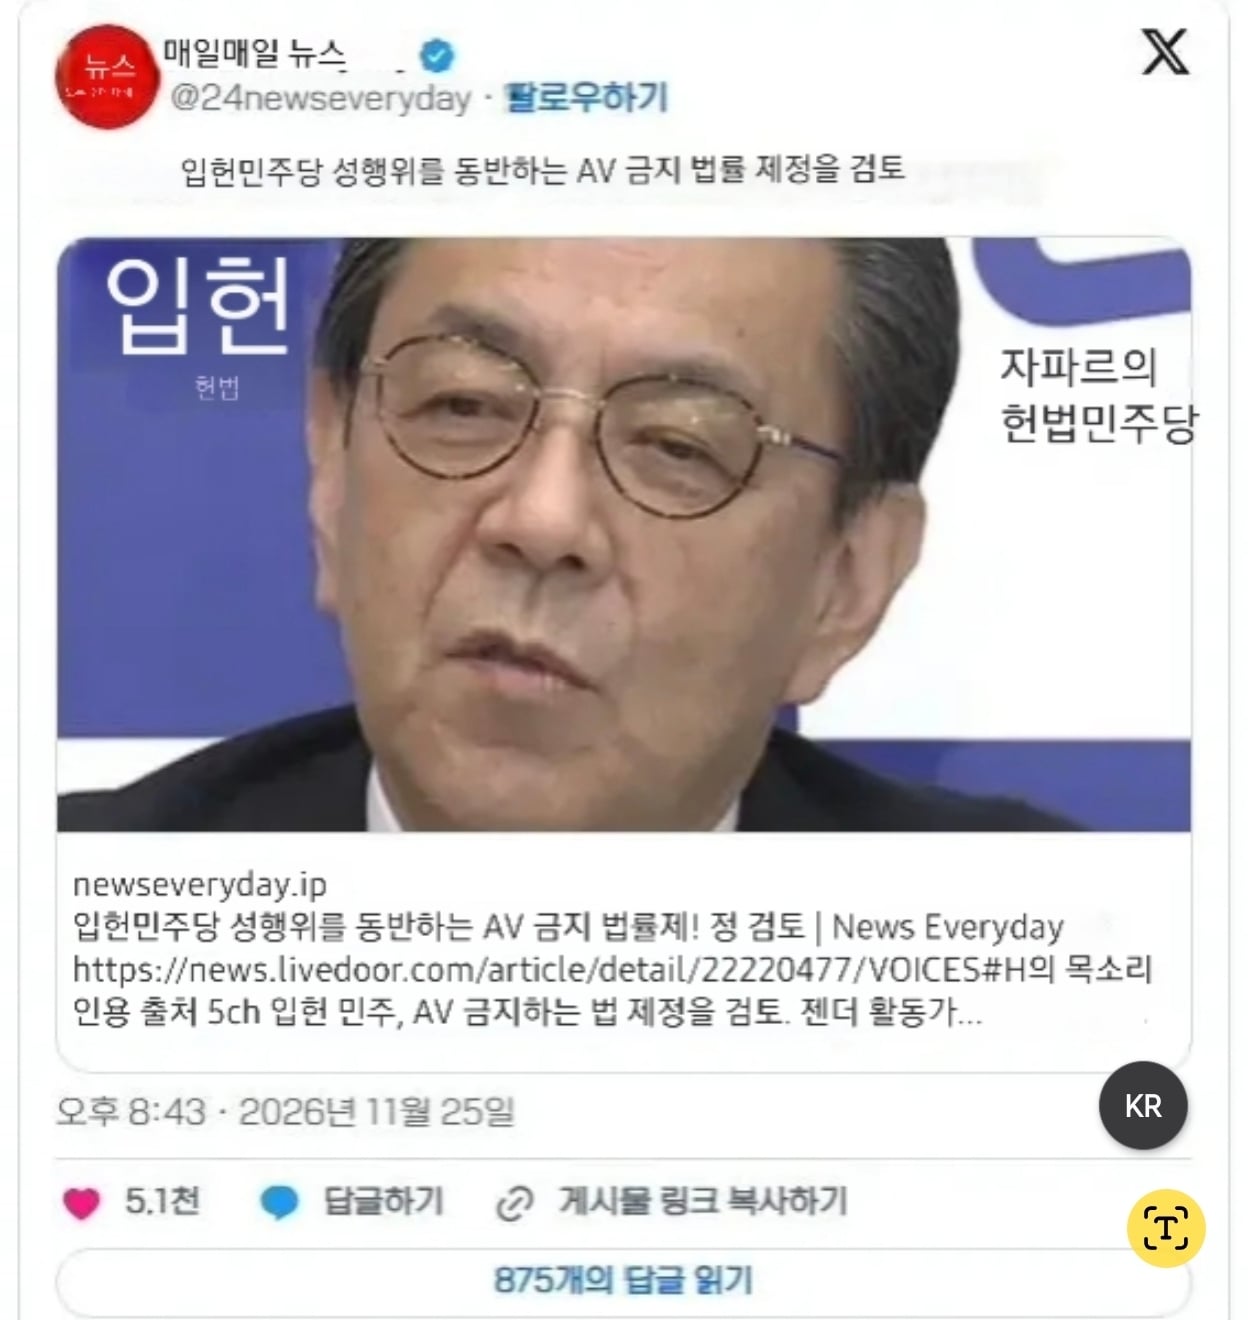 뉴스
매일매일 뉴스
@24newseveryday · 팔로우하기
입헌민주당 성행위를 동반하는 AV 금지 법률 제정을 검토
입헌
헌법
자파르의
헌법민주당
newseveryday.jp
입헌민주당 성행위를 동반하는 AV 금지 법률제! 정 검토 | News Everyday
https://news.livedoor.com/article/detail/22220477/VOICES#H의 목소리
인용 출처 5ch 입헌 민주, AV 금지하는 법 제정을 검토. 젠더 활동가...
오후 8:43 · 2026년 11월 25일
KR
5.1천 답글하기 게시물 링크 복사하기
875개의 답글 읽기